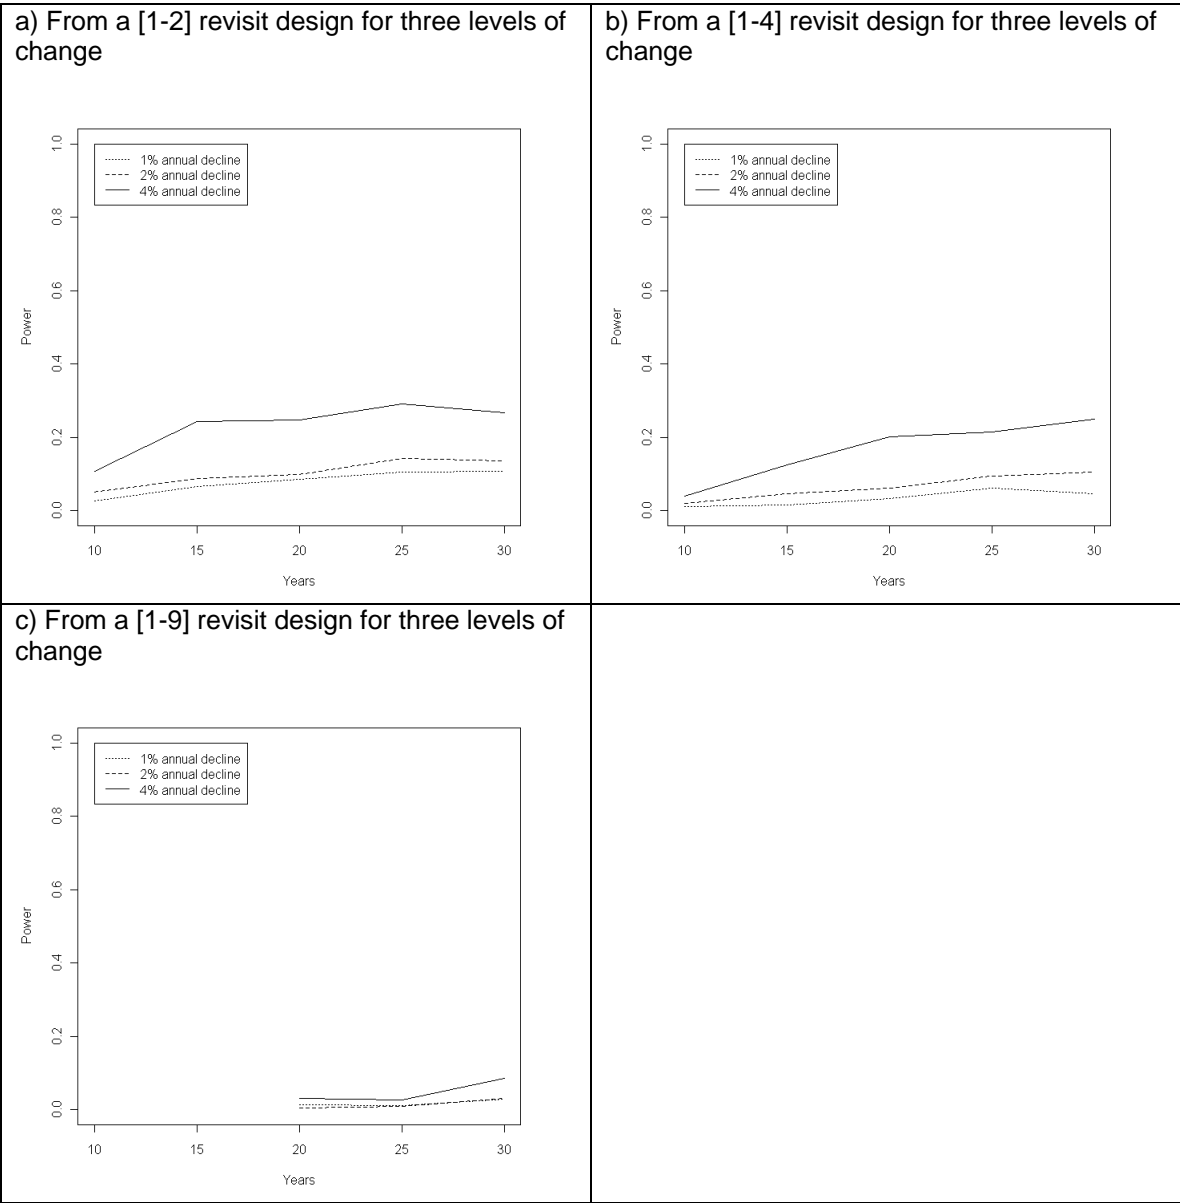 a) From a [1-2] revisit design for three levels of
change
1.0
0.8
0.6
0.4
0.2
0.0
Power
1% annual decline
2% annual decline
4% annual decline
10 15 20 25 30
Years
b) From a [1-4] revisit design for three levels of
change
1.0
0.8
0.6
0.4
0.2
0.0
Power
1% annual decline
2% annual decline
4% annual decline
10 15 20 25 30
Years
c) From a [1-9] revisit design for three levels of
change
1.0
0.8
0.6
0.4
0.2
0.0
Power
1% annual decline
2% annual decline
4% annual decline
10 15 20 25 30
Years